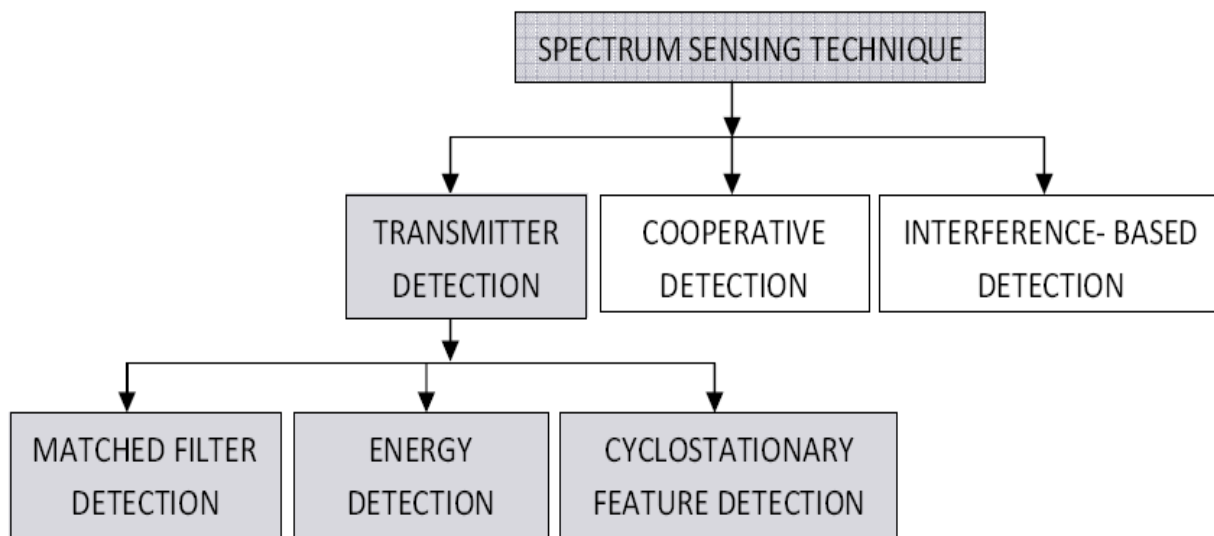 SPECTRUM SENSING TECHNIQUE
TRANSMITTER
DETECTION
COOPERATIVE
DETECTION
INTERFERENCE- BASED
DETECTION
MATCHED FILTER
DETECTION
ENERGY
DETECTION
CYCLOSTATIONARY
FEATURE DETECTION